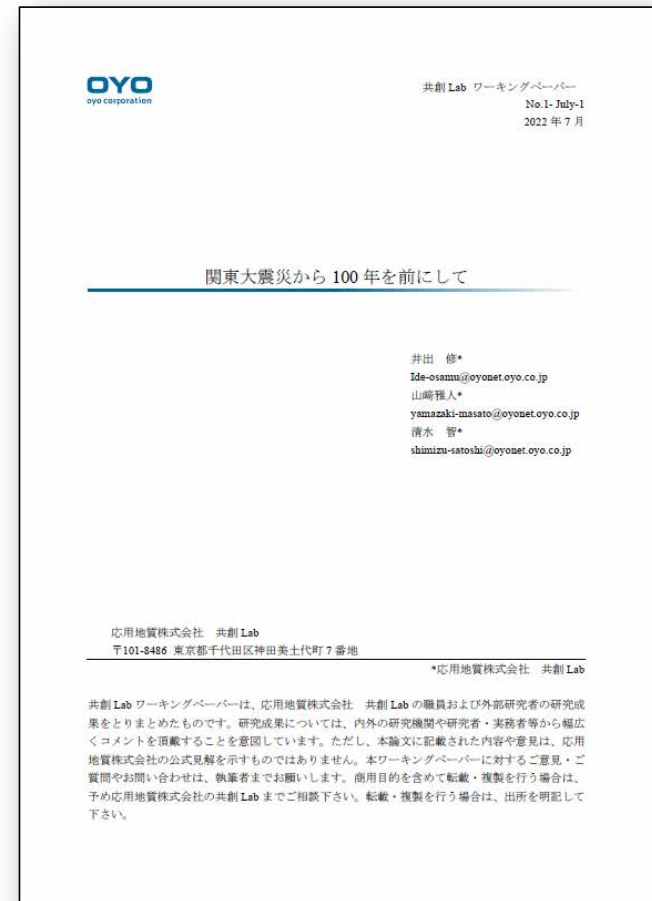 OYO
oyo corporation
共創 Lab ワーキングペーパー
No.1- July-1
2022 年 7 月
関東大震災から 100 年を前にして
井出　修*
Ide-osamu@oyonet.oyo.co.jp
山﨑雅人*
yamazaki-masato@oyonet.oyo.co.jp
清水　智*
shimizu-satoshi@oyonet.oyo.co.jp
応用地質株式会社　共創 Lab
〒101-8486 東京都千代田区神田美土代町 7 番地
*応用地質株式会社　共創 Lab
共創 Lab ワーキングペーパーは、応用地質株式会社　共創 Lab の職員および外部研究者の研究成
果をとりまとめたものです。研究成果については、内外の研究機関や研究者・実務者等から幅広
くコメントを頂戴することを意図しています。ただし、本論文に記載された内容や意見は、応用
地質株式会社の公式見解を示すものではありません。本ワーキングペーパーに対するご意見・ご
質問やお問い合わせは、執筆者までお願いします。商用目的を含めて転載・複製を行う場合は、
予め応用地質株式会社の共創 Lab までご相談下さい。転載・複製を行う場合は、出所を明記して
下さい。